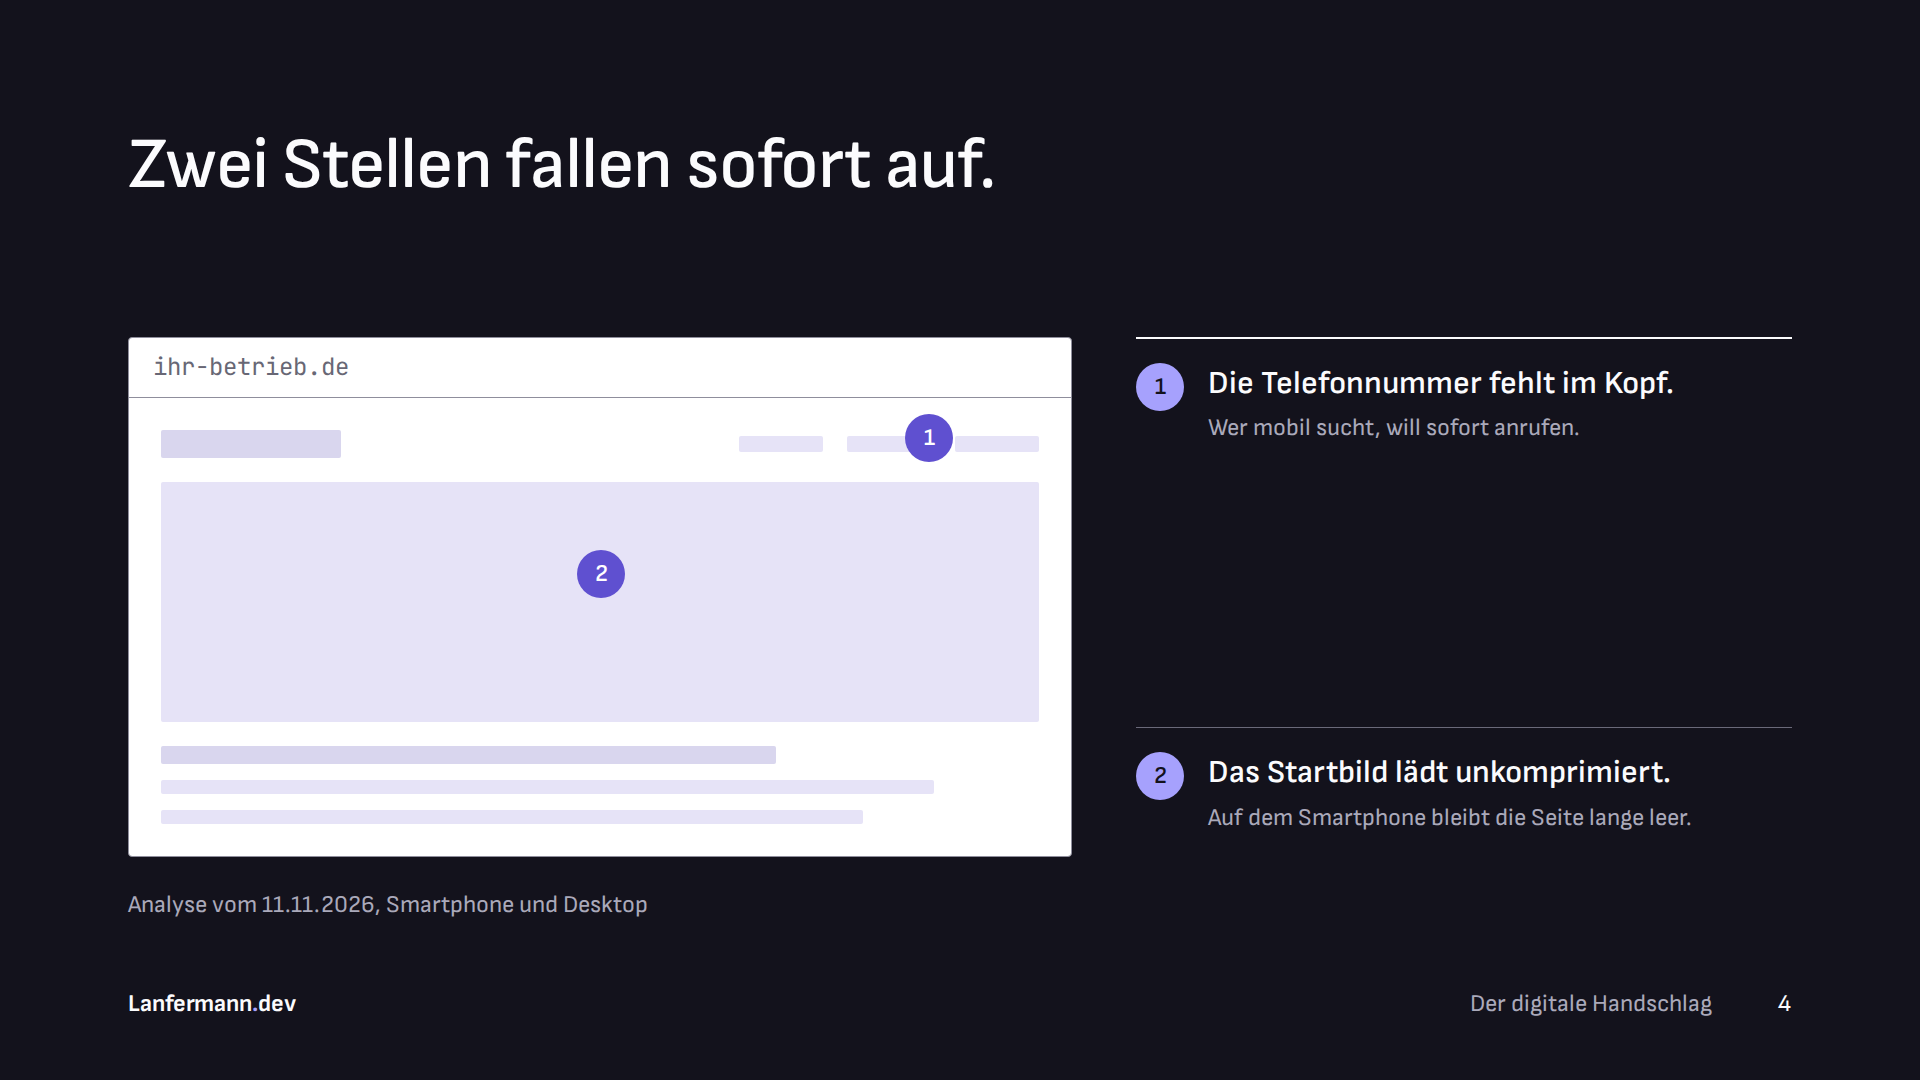 Zwei Stellen fallen sofort auf.
ihr-betrieb.de
1
2
1
Die Telefonnummer fehlt im Kopf.
Wer mobil sucht, will sofort anrufen.
2
Das Startbild lädt unkomprimiert.
Auf dem Smartphone bleibt die Seite lange leer.
Analyse vom 11.11.2026, Smartphone und Desktop
Lanfermann.dev
Der digitale Handschlag
4